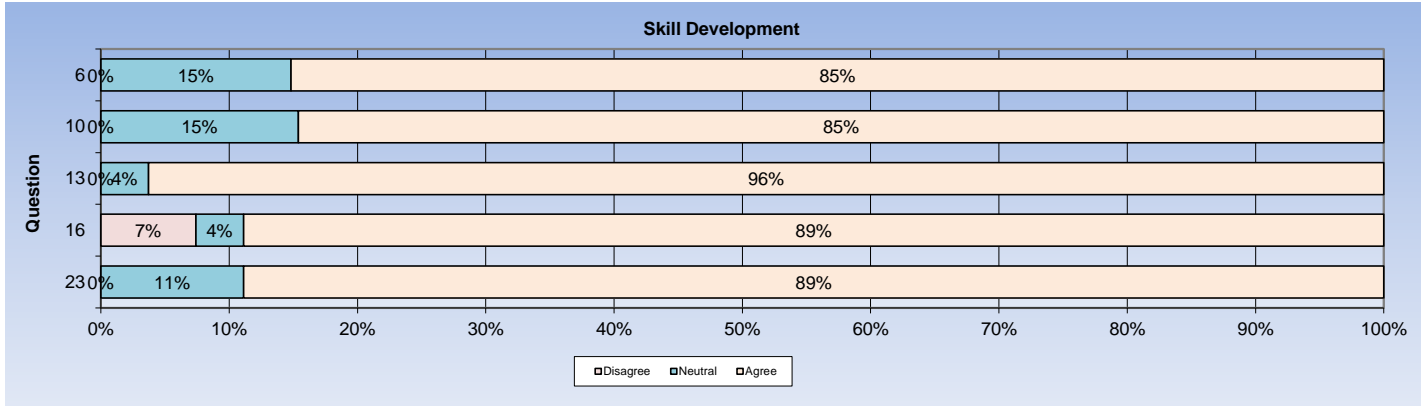 Skill Development
6 0% 15% 85%
10 0% 15% 85%
13 0% 4% 96%
16 7% 4% 89%
23 0% 11% 89%
Question
0% 10% 20% 30% 40% 50% 60% 70% 80% 90% 100%
Disagree Neutral Agree